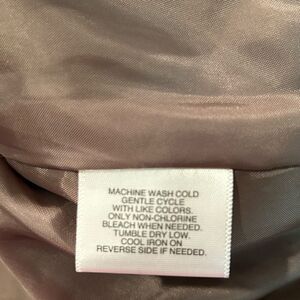 MACHINE WASH COLD
GENTLE CYCLE
WITH LIKE COLORS.
ONLY NON-CHLORINE
BLEACH WHEN NEEDED.
TUMBLE DRY LOW.
COOL IRON ON
REVERSE SIDE IF NEEDED.